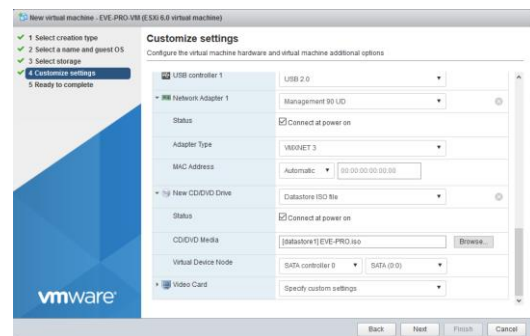 New virtual machine - EVE-PRO-VM (ESXi 6.0 virtual machine)
1 Select creation type
2 Select a name and guest OS
3 Select storage
4 Customize settings
5 Ready to complete
Customize settings
Configure the virtual machine hardware and virtual machine additional options
USB controller 1
USB 2.0
Network Adapter 1
Management 90 UD
Status
Connect at power on
Adapter Type
VMXNET 3
MAC Address
Automatic
00:00:00:00:00:00
New CD/DVD Drive
Datastore ISO file
Status
Connect at power on
CD/DVD Media
[datastore1] EVE-PRO.iso
Browse...
Virtual Device Node
SATA controller 0
SATA (0:0)
Video Card
Specify custom settings
vmware
Back
Next
Finish
Cancel